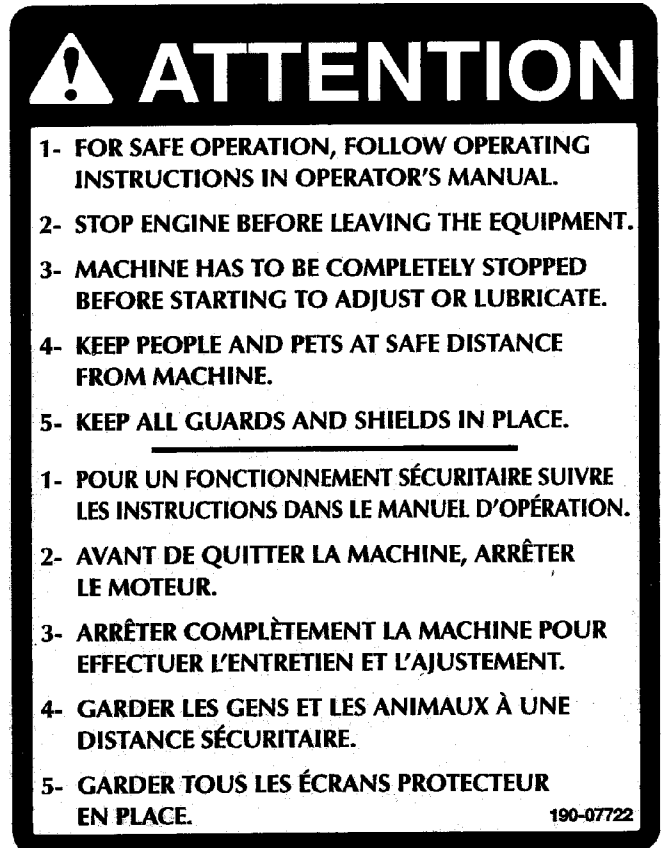 ATTENTION
1- FOR SAFE OPERATION, FOLLOW OPERATING
INSTRUCTIONS IN OPERATOR'S MANUAL.
2- STOP ENGINE BEFORE LEAVING THE EQUIPMENT.
3- MACHINE HAS TO BE COMPLETELY STOPPED
BEFORE STARTING TO ADJUST OR LUBRICATE.
4- KEEP PEOPLE AND PETS AT SAFE DISTANCE
FROM MACHINE.
5- KEEP ALL GUARDS AND SHIELDS IN PLACE.
1- POUR UN FONCTIONNEMENT SÉCURITAIRE SUIVRE
LES INSTRUCTIONS DANS LE MANUEL D'OPÉRATION.
2- AVANT DE QUITTER LA MACHINE, ARRÊTER
LE MOTEUR.
3- ARRÊTER COMPLÈTEMENT LA MACHINE POUR
EFFECTUER L'ENTRETIEN ET L'AJUSTEMENT.
4- GARDER LES GENS ET LES ANIMAUX À UNE
DISTANCE SÉCURITAIRE.
5- GARDER TOUS LES ÉCRANS PROTECTEUR
EN PLACE.
190-07722